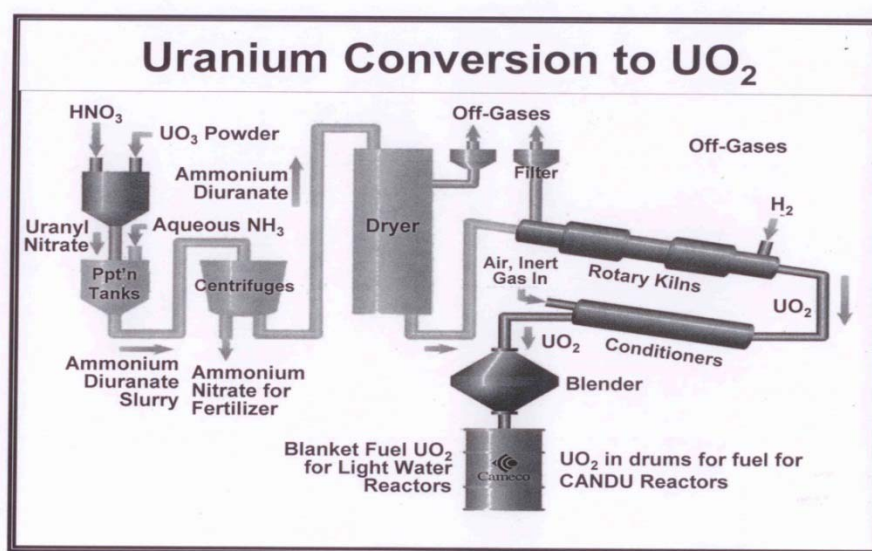 Uranium Conversion to UO₂
HNO₃
UO₃ Powder
Off-Gases
Off-Gases
Ammonium
Diuranate
Filter
H₂
Uranyl
Nitrate
Aqueous NH₃
Dryer
Ppt'n
Tanks
Centrifuges
Air, Inert
Gas In
Rotary Kilns
UO₂
UO₂
Conditioners
Ammonium
Diuranate
Slurry
Ammonium
Nitrate for
Fertilizer
Blender
Blanket Fuel UO₂
for Light Water
Reactors
Cameco
UO₂ in drums for fuel for
CANDU Reactors